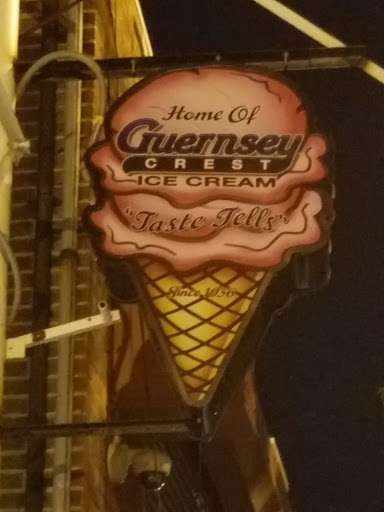 Home Of
Guernsey
CREST
ICE CREAM
"Taste Tells"
Since 1936